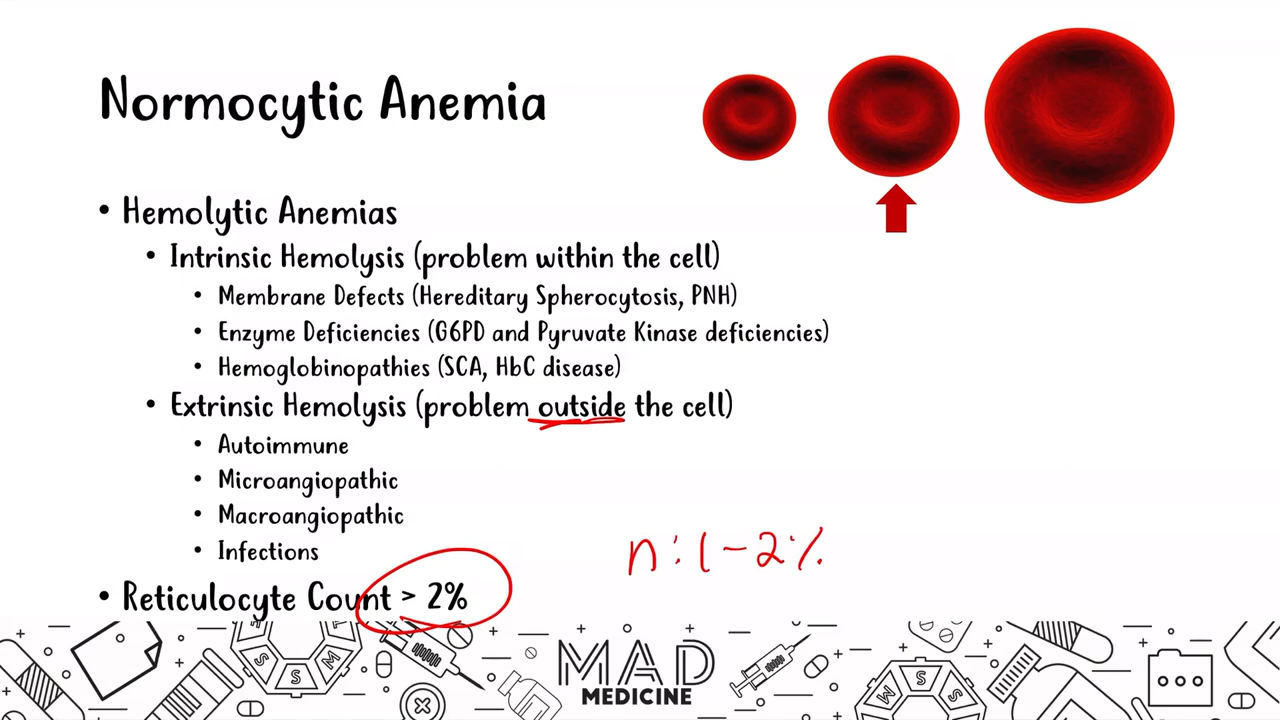 Normocytic Anemia
• Hemolytic Anemias
• Intrinsic Hemolysis (problem within the cell)
• Membrane Defects (Hereditary Spherocytosis, PNH)
• Enzyme Deficiencies (G6PD and Pyruvate Kinase deficiencies)
• Hemoglobinopathies (SCA, HbC disease)
• Extrinsic Hemolysis (problem outside the cell)
• Autoimmune
• Microangiopathic
• Macroangiopathic
• Infections
n: 1-2%
• Reticulocyte Count > 2%
S S M
MAD
MEDICINE
M S S